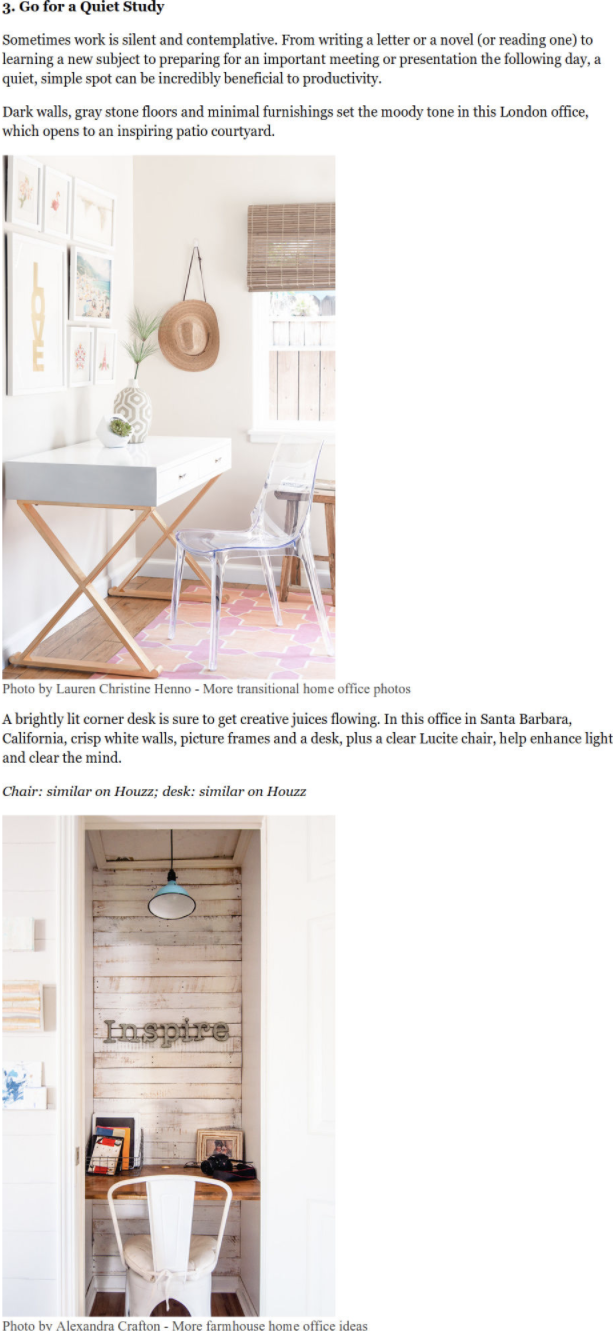 3. Go for a Quiet Study
Sometimes work is silent and contemplative. From writing a letter or a novel (or reading one) to
learning a new subject to preparing for an important meeting or presentation the following day, a
quiet, simple spot can be incredibly beneficial to productivity.
Dark walls, gray stone floors and minimal furnishings set the moody tone in this London office,
which opens to an inspiring patio courtyard.
LOVE
Photo by Lauren Christine Henno - More transitional home office photos
A brightly lit corner desk is sure to get creative juices flowing. In this office in Santa Barbara,
California, crisp white walls, picture frames and a desk, plus a clear Lucite chair, help enhance light
and clear the mind.
Chair: similar on Houzz; desk: similar on Houzz
Inspire
Photo by Alexandra Crafton - More farmhouse home office ideas